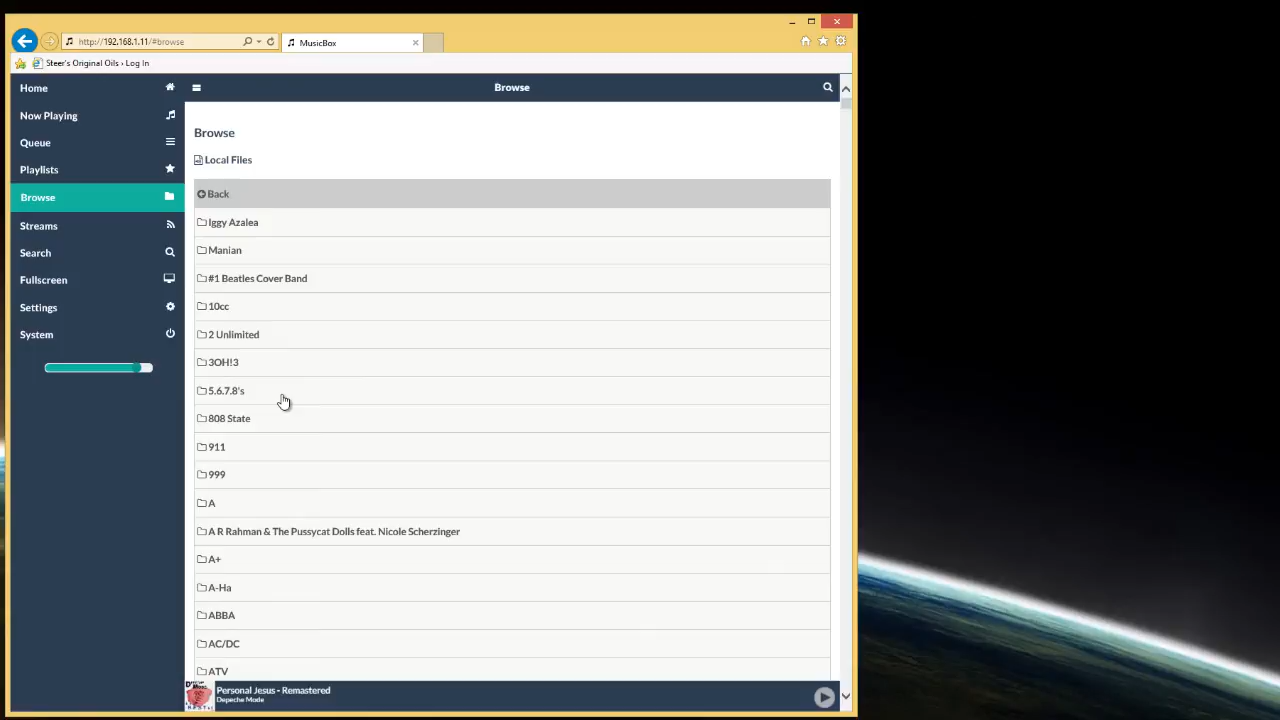 http://192.168.1.11/#browse
MusicBox
Steer's Original Oils › Log In
Home
Now Playing
Queue
Playlists
Browse
Streams
Search
Fullscreen
Settings
System
Browse
Browse
Local Files
Back
Iggy Azalea
Manian
#1 Beatles Cover Band
10cc
2 Unlimited
3OH!3
5.6.7.8's
808 State
911
999
A
A R Rahman & The Pussycat Dolls feat. Nicole Scherzinger
A+
A-Ha
ABBA
AC/DC
ATV
Personal Jesus - Remastered
Depeche Mode